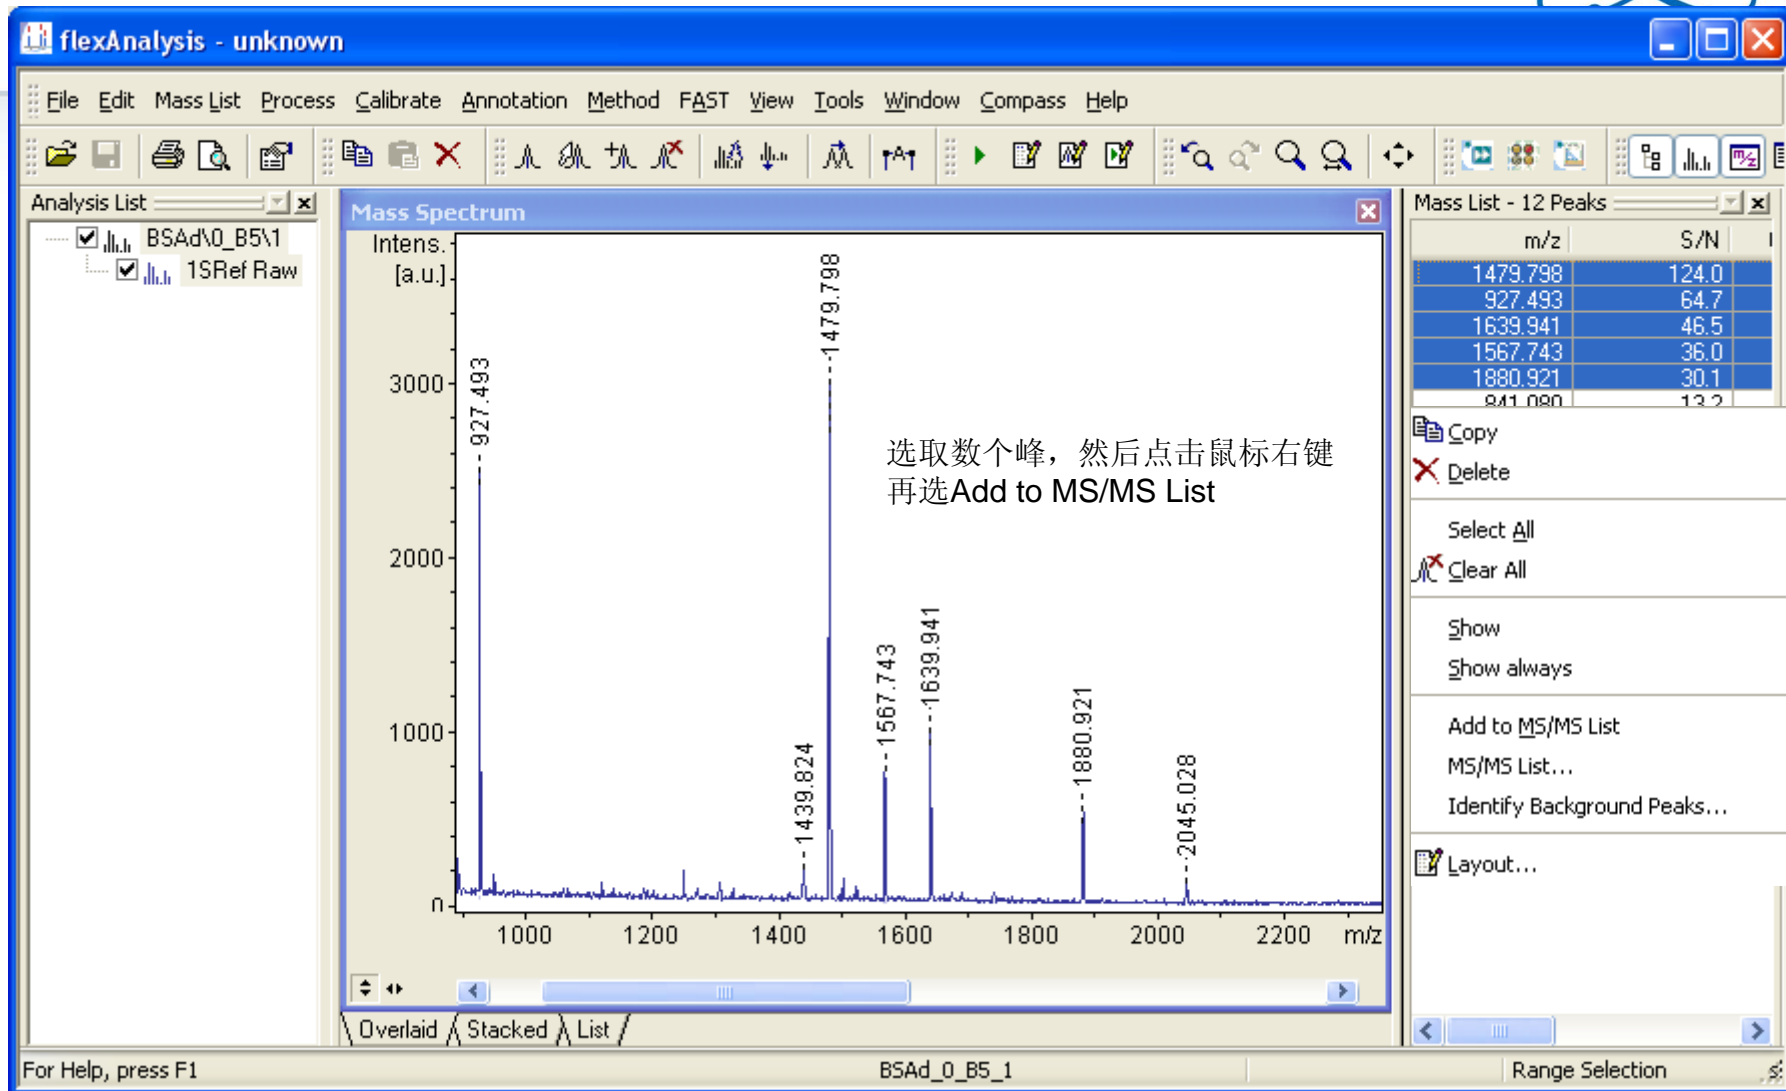 flexAnalysis - unknown
File Edit Mass List Process Calibrate Annotation Method FAST View Tools Window Compass Help
Analysis List
BSAd\0_B5\1
1SRef Raw
Mass Spectrum
Intens.
[a.u.]
3000
2000
1000
0
927.493
1439.824
1479.798
1567.743
1639.941
1880.921
2045.028
选取数个峰，然后点击鼠标右键
再选Add to MS/MS List
1000 1200 1400 1600 1800 2000 2200 m/z
Overlaid Stacked List
Mass List - 12 Peaks
m/z S/N
1479.798 124.0
927.493 64.7
1639.941 46.5
1567.743 36.0
1880.921 30.1
841.080 13.2
Copy
Delete
Select All
Clear All
Show
Show always
Add to MS/MS List
MS/MS List...
Identify Background Peaks...
Layout...
For Help, press F1
BSAd_0_B5_1
Range Selection